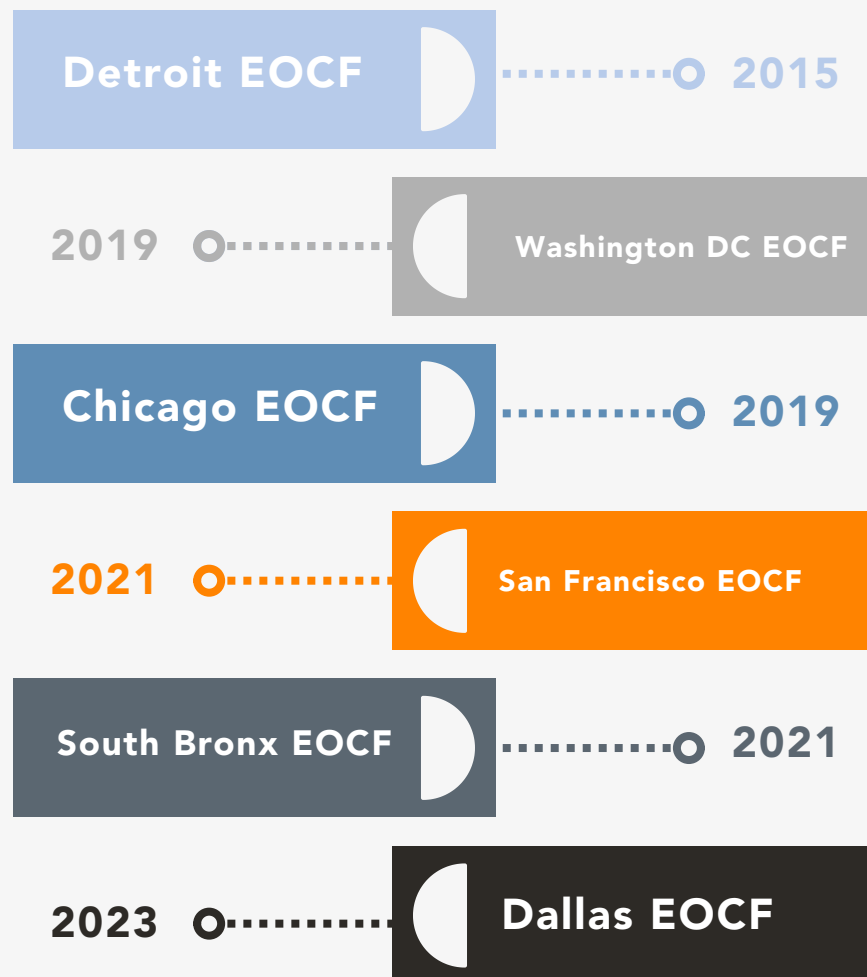 Detroit EOCF 2015
2019 Washington DC EOCF
Chicago EOCF 2019
2021 San Francisco EOCF
South Bronx EOCF 2021
2023 Dallas EOCF